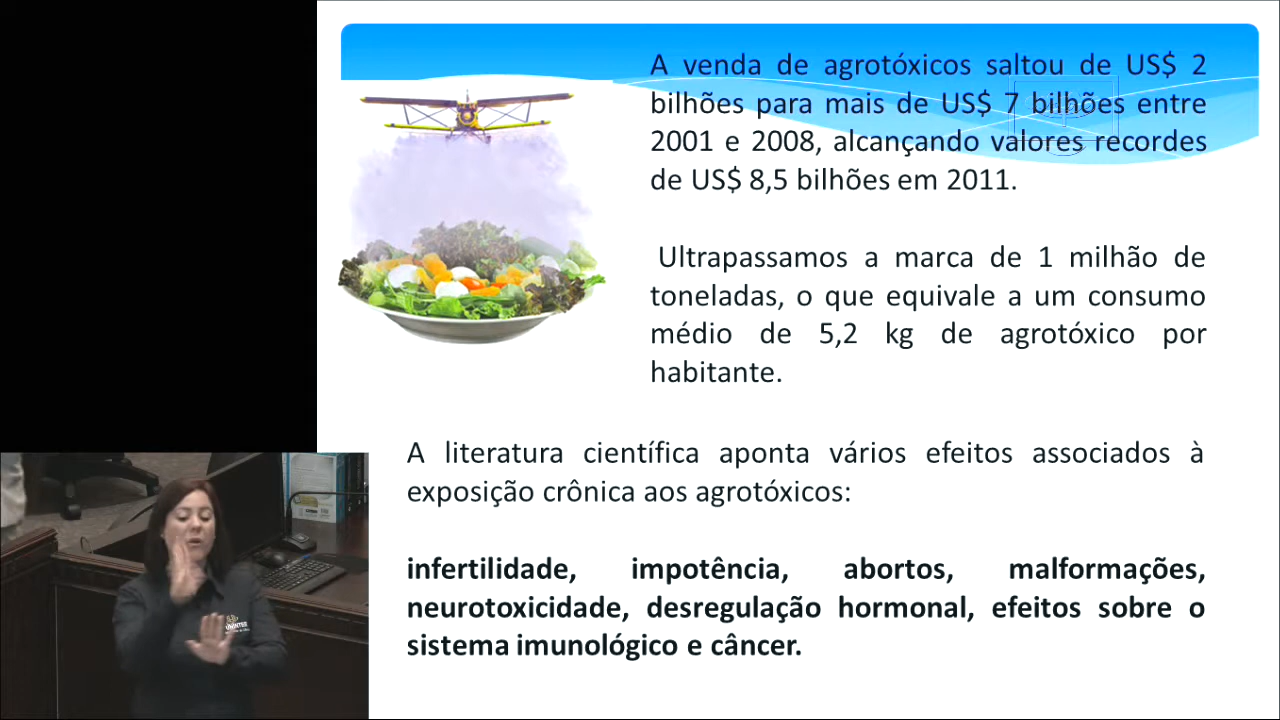 A venda de agrotóxicos saltou de US$ 2
bilhões para mais de US$ 7 bilhões entre
2001 e 2008, alcançando valores recordes
de US$ 8,5 bilhões em 2011.
Ultrapassamos a marca de 1 milhão de
toneladas, o que equivale a um consumo
médio de 5,2 kg de agrotóxico por
habitante.
A literatura científica aponta vários efeitos associados à
exposição crônica aos agrotóxicos:
infertilidade, impotência, abortos, malformações,
neurotoxicidade, desregulação hormonal, efeitos sobre o
sistema imunológico e câncer.